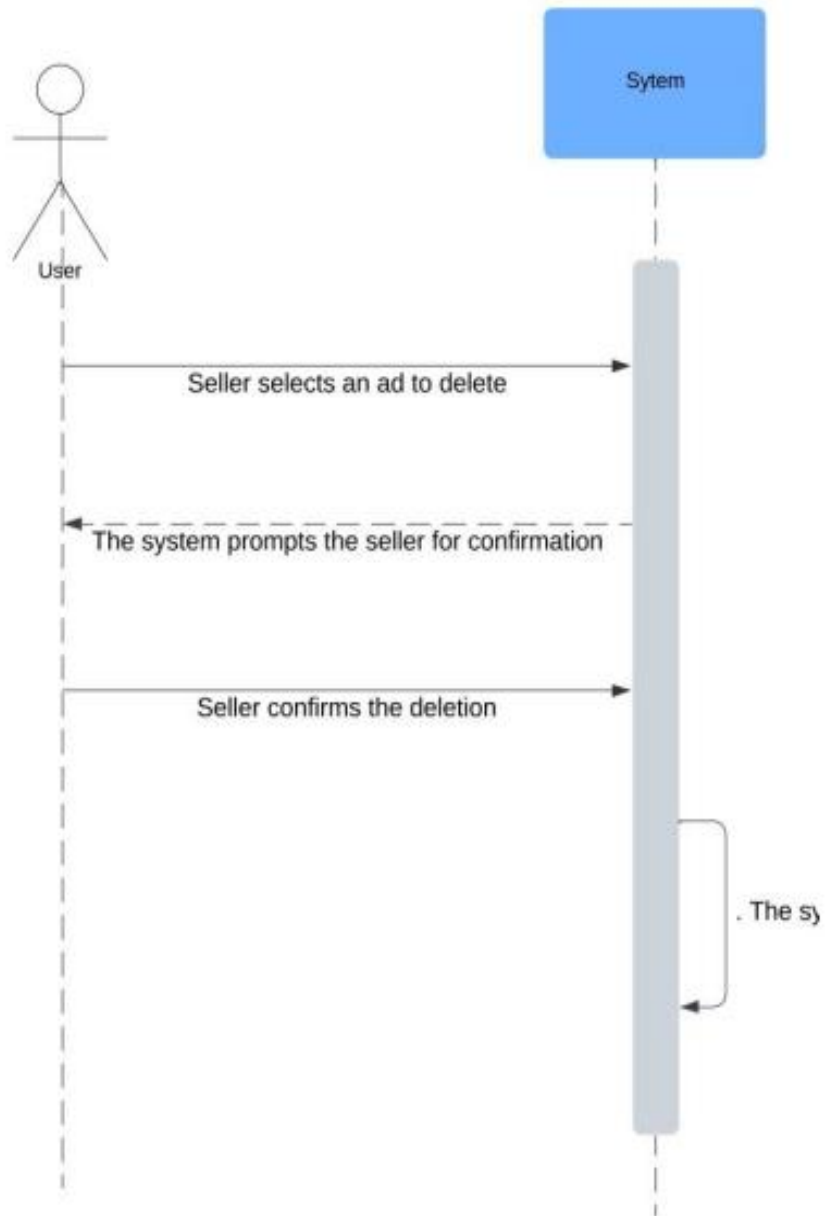 Sytem
User
Seller selects an ad to delete
The system prompts the seller for confirmation
Seller confirms the deletion
. The